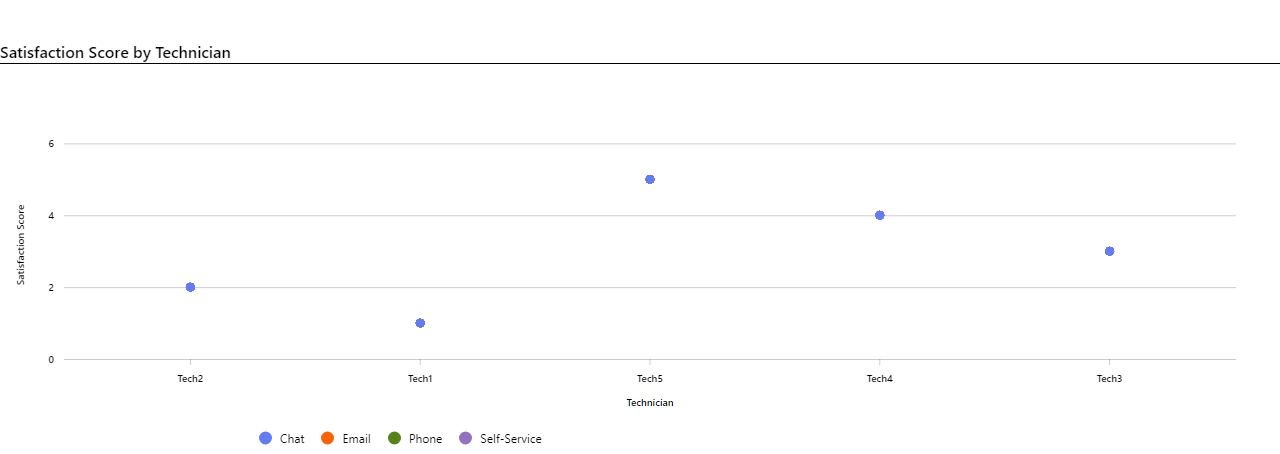 Satisfaction Score by Technician
6
4
2
0
Satisfaction Score
Tech2 Tech1 Tech5 Tech4 Tech3
Technician
Chat Email Phone Self-Service